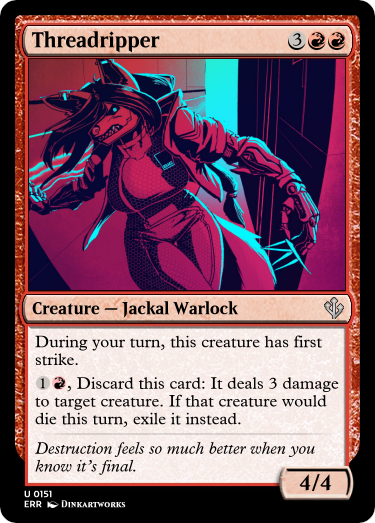 Threadripper 3
Creature — Jackal Warlock
During your turn, this creature has first
strike.
1, Discard this card: It deals 3 damage
to target creature. If that creature would
die this turn, exile it instead.
Destruction feels so much better when you
know it's final.
4/4
U 0151
ERR DINKARTWORKS